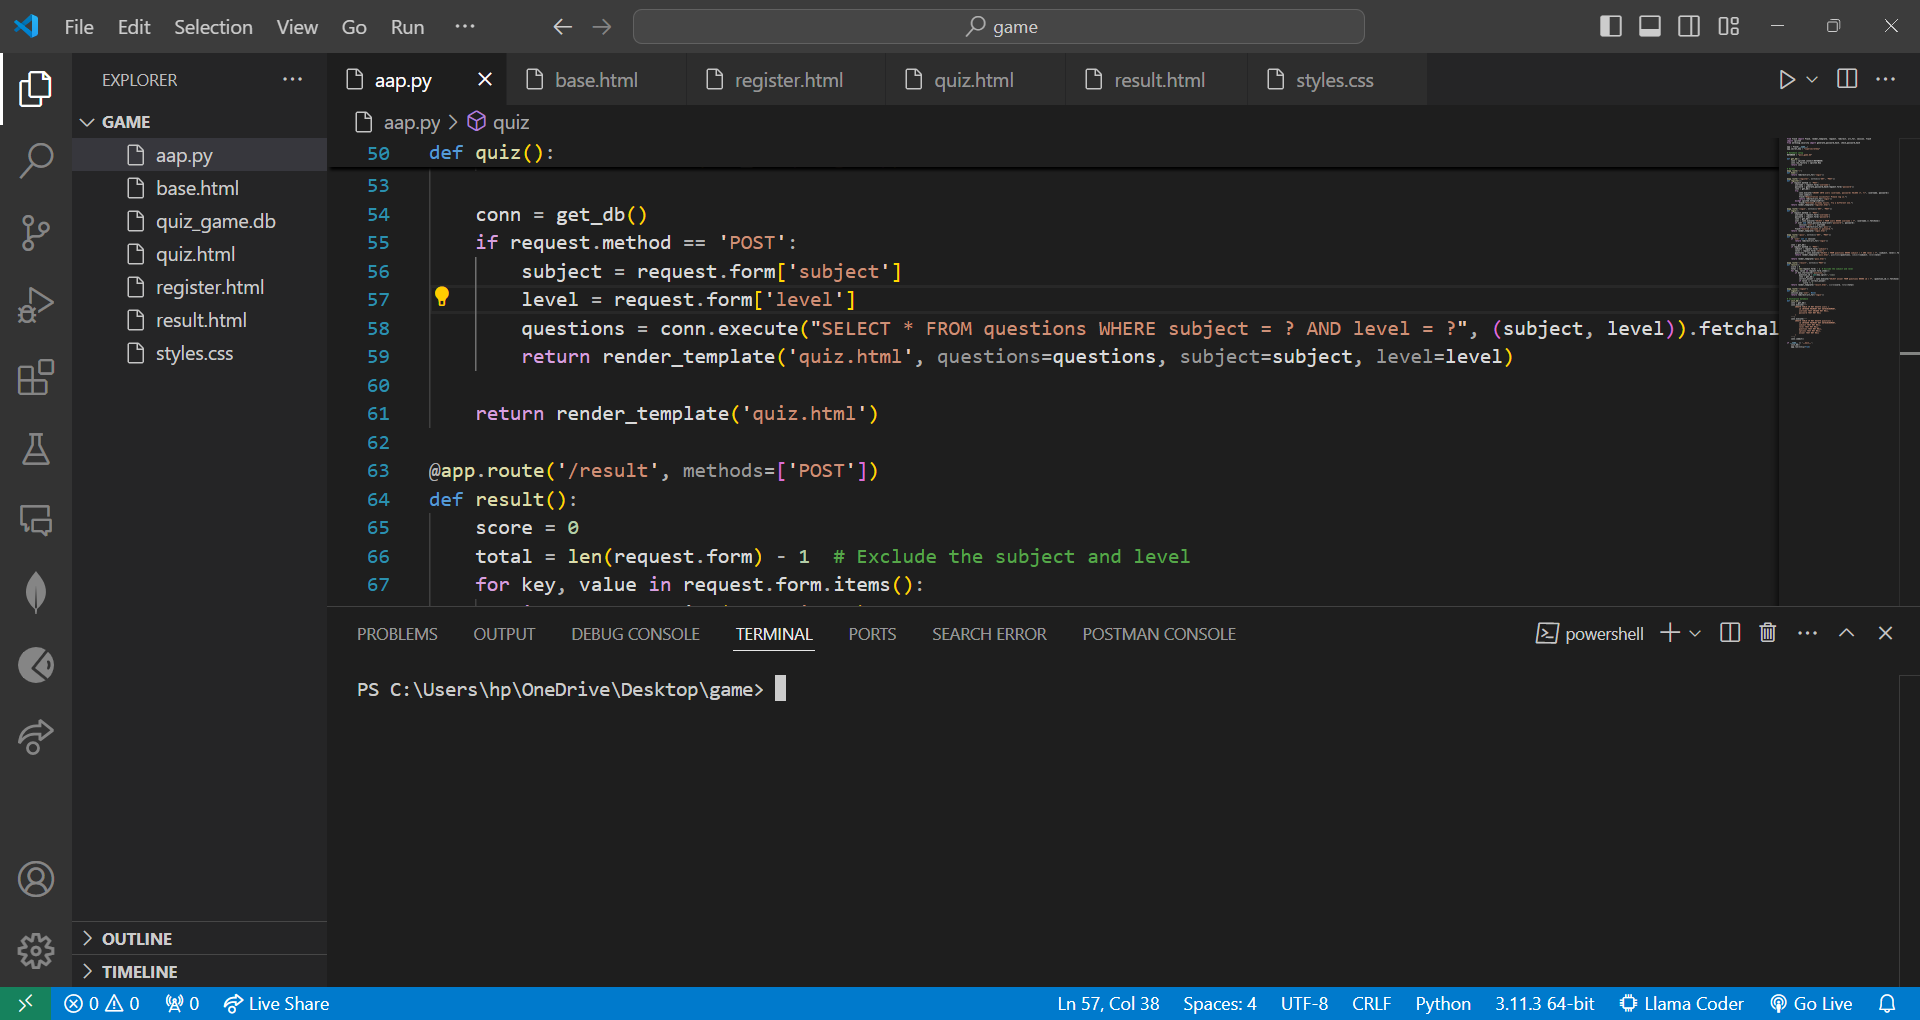 File Edit Selection View Go Run ··· game
EXPLORER ···
GAME
aap.py
base.html
quiz_game.db
quiz.html
register.html
result.html
styles.css
OUTLINE
TIMELINE
aap.py base.html register.html quiz.html result.html styles.css
aap.py > quiz
50 def quiz():
53
54 conn = get_db()
55 if request.method == 'POST':
56 subject = request.form['subject']
57 level = request.form['level']
58 questions = conn.execute("SELECT * FROM questions WHERE subject = ? AND level = ?", (subject, level)).fetchal
59 return render_template('quiz.html', questions=questions, subject=subject, level=level)
60
61 return render_template('quiz.html')
62
63 @app.route('/result', methods=['POST'])
64 def result():
65 score = 0
66 total = len(request.form) - 1 # Exclude the subject and level
67 for key, value in request.form.items():
PROBLEMS OUTPUT DEBUG CONSOLE TERMINAL PORTS SEARCH ERROR POSTMAN CONSOLE powershell
PS C:\Users\hp\OneDrive\Desktop\game>
0 0 0 Live Share Ln 57, Col 38 Spaces: 4 UTF-8 CRLF Python 3.11.3 64-bit Llama Coder Go Live